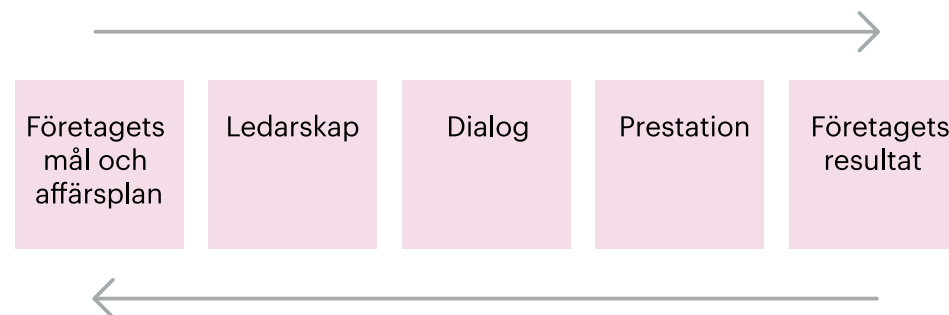 Företagets
mål och
affärsplan
Ledarskap
Dialog
Prestation
Företagets
resultat